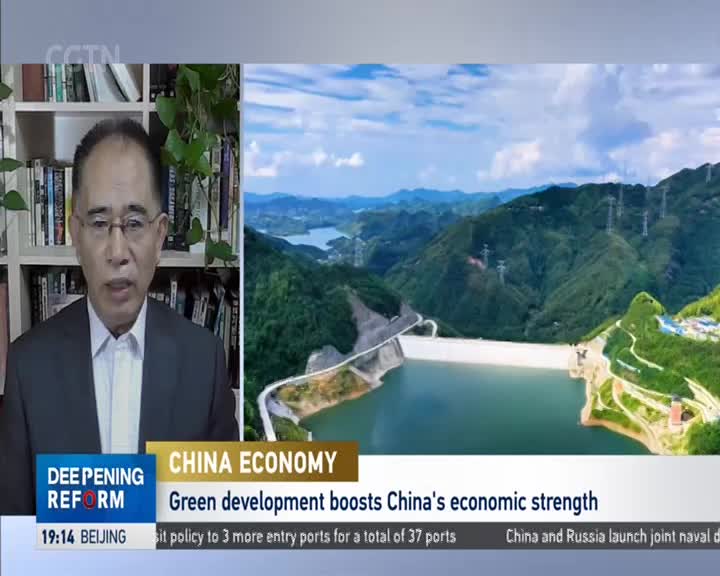 CGTN
CHINA ECONOMY
DEEPENING
REFORM
Green development boosts China's economic strength
19:14 BEIJING
sit policy to 3 more entry ports for a total of 37 ports
China and Russia launch joint naval d